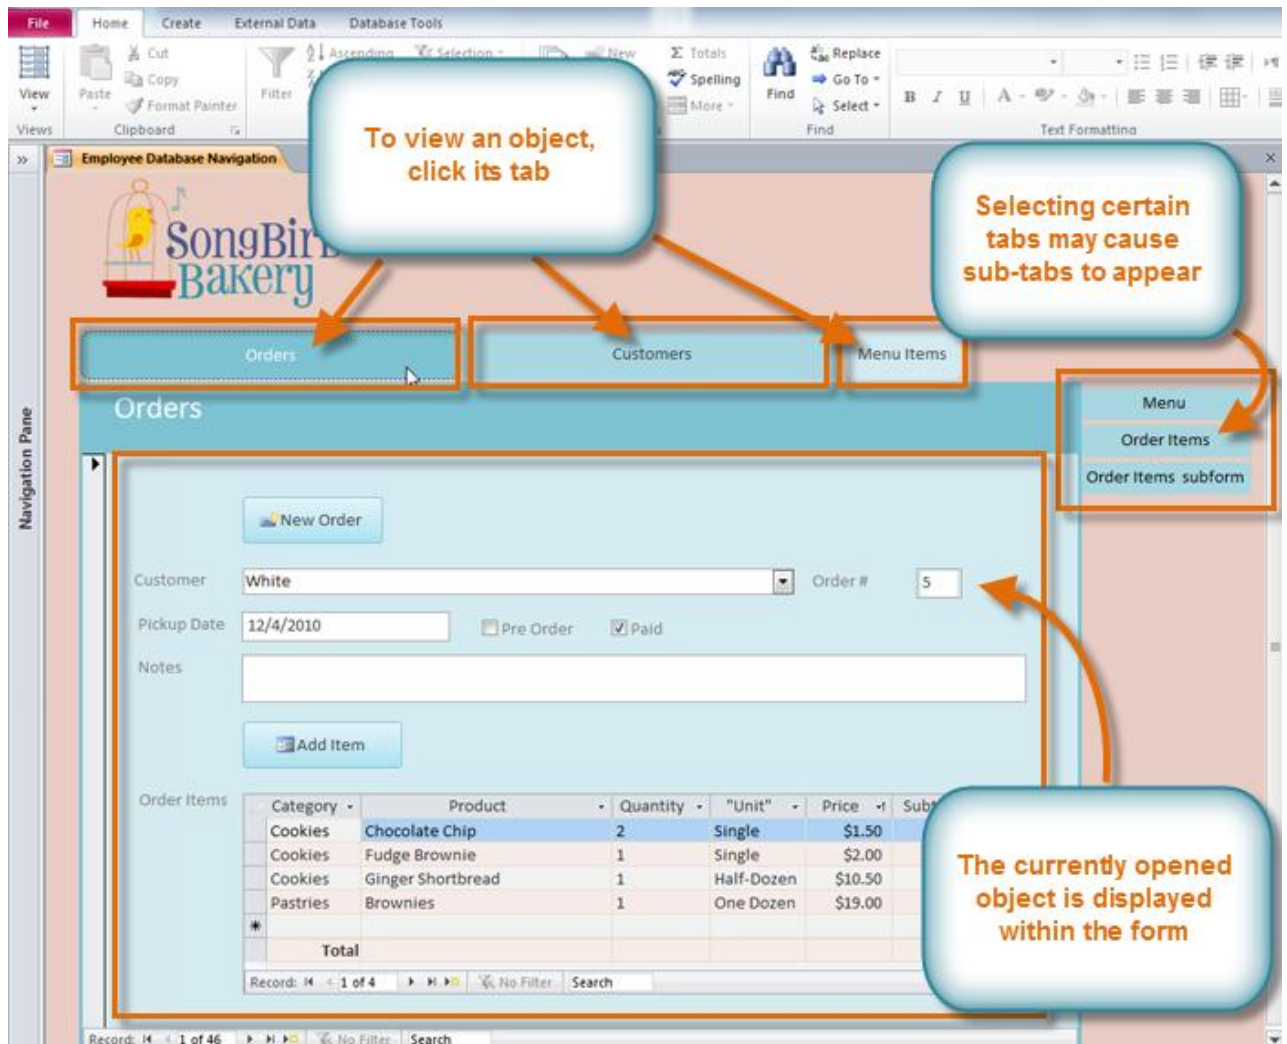 File Home Create External Data Database Tools
Cut Ascending Selection New Totals Replace
Copy Spelling Go To
View Paste Format Painter Filter More Find Select B I U A
Views Clipboard Find Text Formatting
To view an object,
click its tab
Employee Database Navigation
Selecting certain
tabs may cause
sub-tabs to appear
SongBir
Bakery
Orders Customers Menu Items
Orders
Menu
Order Items
Order Items subform
Navigation Pane
New Order
Customer White Order # 5
Pickup Date 12/4/2010 Pre Order Paid
Notes
Add Item
Order Items
Category Product Quantity "Unit" Price Subt
Cookies Chocolate Chip 2 Single $1.50
Cookies Fudge Brownie 1 Single $2.00
Cookies Ginger Shortbread 1 Half-Dozen $10.50
Pastries Brownies 1 One Dozen $19.00
Total
Record: 1 of 4 No Filter Search
The currently opened
object is displayed
within the form
Record: 1 of 46 No Filter Search